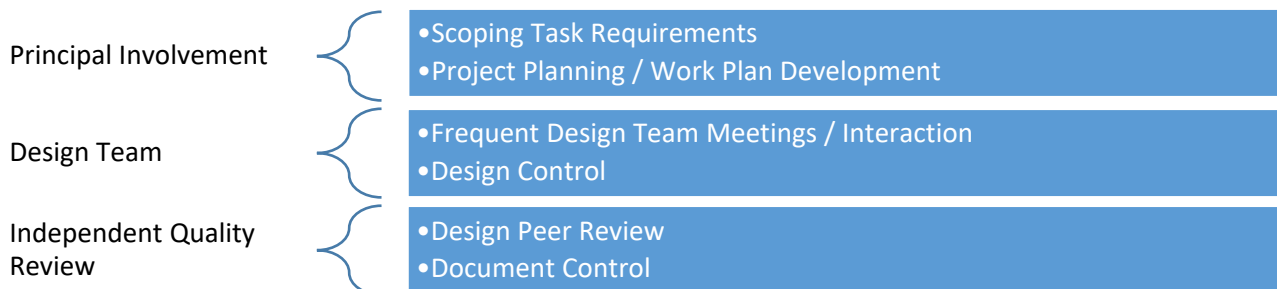 Principal Involvement
•Scoping Task Requirements
•Project Planning / Work Plan Development
Design Team
•Frequent Design Team Meetings / Interaction
•Design Control
Independent Quality
Review
•Design Peer Review
•Document Control